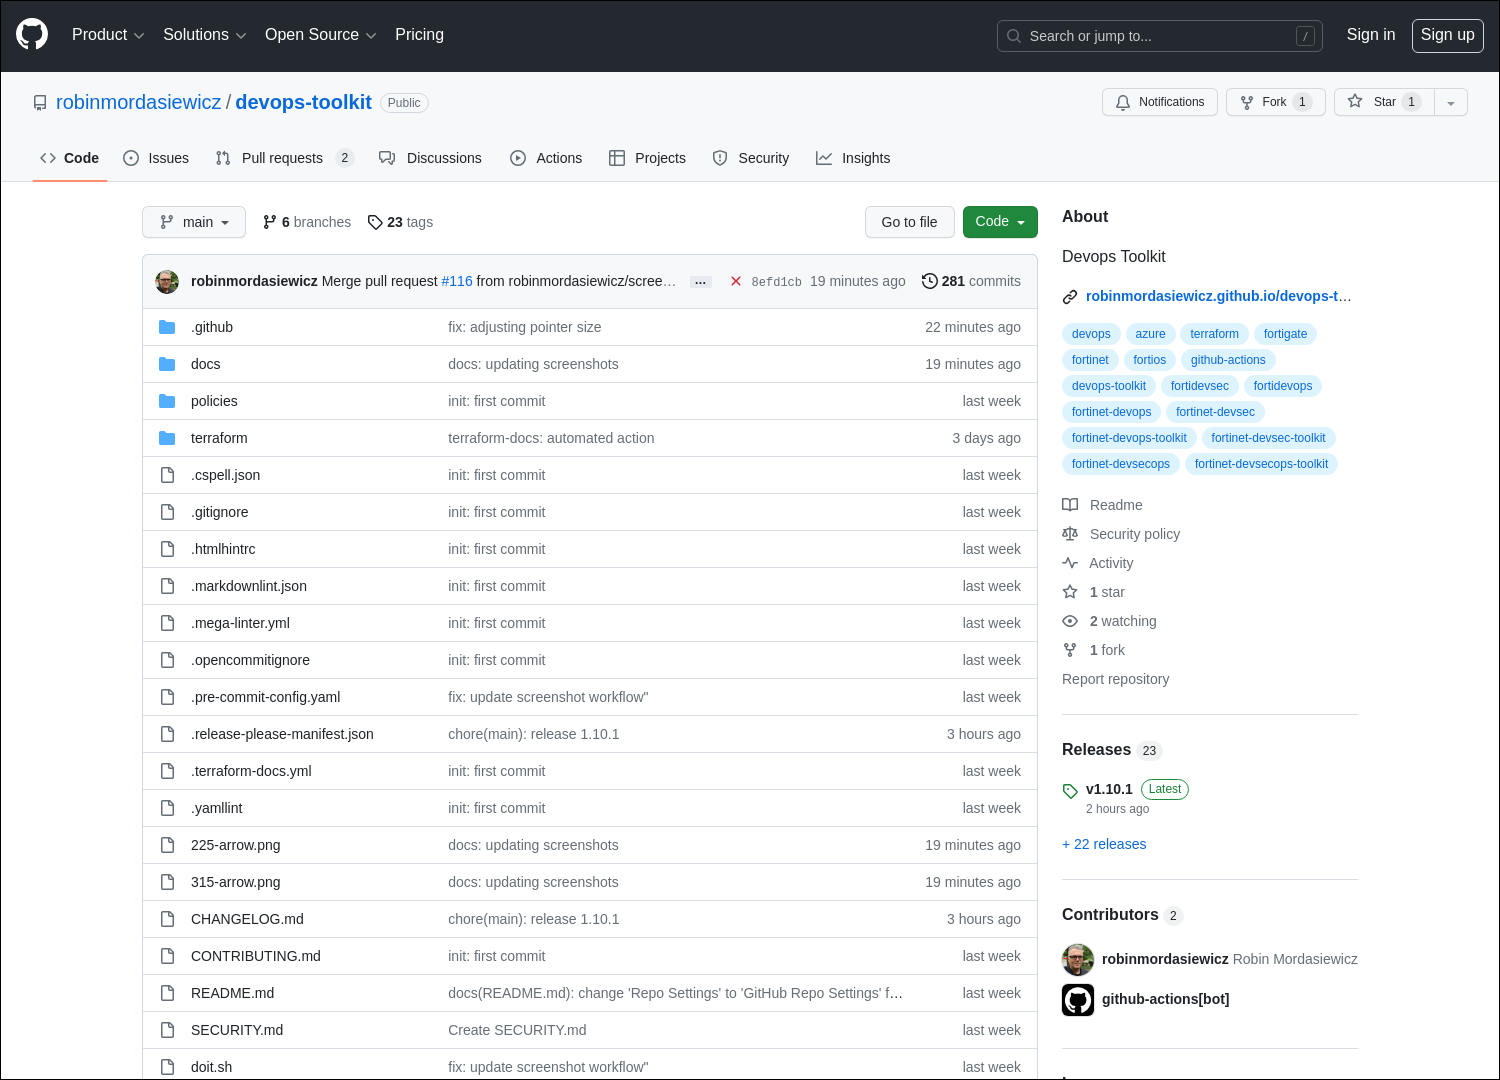 Product Solutions Open Source Pricing Search or jump to... / Sign in Sign up
robinmordasiewicz / devops-toolkit Public Notifications Fork 1 Star 1
Code Issues Pull requests 2 Discussions Actions Projects Security Insights
main 6 branches 23 tags Go to file Code
robinmordasiewicz Merge pull request #116 from robinmordasiewicz/scree… … 8efd1cb 19 minutes ago 281 commits
.github fix: adjusting pointer size 22 minutes ago
docs docs: updating screenshots 19 minutes ago
policies init: first commit last week
terraform terraform-docs: automated action 3 days ago
.cspell.json init: first commit last week
.gitignore init: first commit last week
.htmlhintrc init: first commit last week
.markdownlint.json init: first commit last week
.mega-linter.yml init: first commit last week
.opencommitignore init: first commit last week
.pre-commit-config.yaml fix: update screenshot workflow" last week
.release-please-manifest.json chore(main): release 1.10.1 3 hours ago
.terraform-docs.yml init: first commit last week
.yamllint init: first commit last week
225-arrow.png docs: updating screenshots 19 minutes ago
315-arrow.png docs: updating screenshots 19 minutes ago
CHANGELOG.md chore(main): release 1.10.1 3 hours ago
CONTRIBUTING.md init: first commit last week
README.md docs(README.md): change 'Repo Settings' to 'GitHub Repo Settings' f… last week
SECURITY.md Create SECURITY.md last week
doit.sh fix: update screenshot workflow" last week
About
Devops Toolkit
robinmordasiewicz.github.io/devops-t…
devops azure terraform fortigate
fortinet fortios github-actions
devops-toolkit fortidevsec fortidevops
fortinet-devops fortinet-devsec
fortinet-devops-toolkit fortinet-devsec-toolkit
fortinet-devsecops fortinet-devsecops-toolkit
Readme
Security policy
Activity
1 star
2 watching
1 fork
Report repository
Releases 23
v1.10.1 Latest
2 hours ago
+ 22 releases
Contributors 2
robinmordasiewicz Robin Mordasiewicz
github-actions[bot]